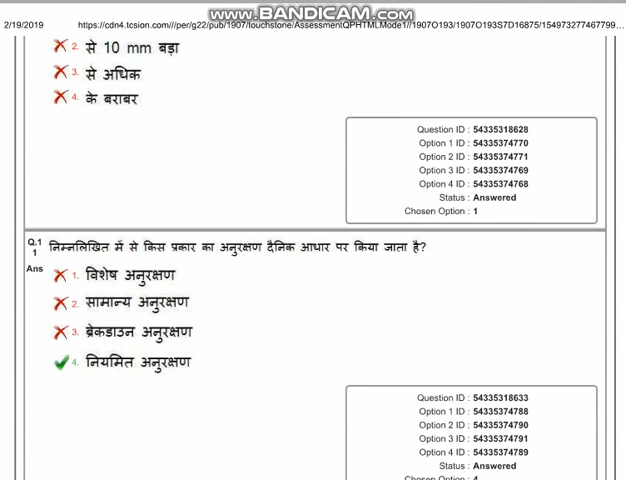 www.BANDICAM.com
2/19/2019 https://cdn4.tcsion.com//per/g22/pub/1907/touchstone/AssessmentQPHTMLMode1//1907O193/1907O193S7D16875/154973277467799...
2. से 10 mm बड़ा
3. से अधिक
4. के बराबर
Question ID : 54335318628
Option 1 ID : 54335374770
Option 2 ID : 54335374771
Option 3 ID : 54335374769
Option 4 ID : 54335374768
Status : Answered
Chosen Option : 1
Q.1
1 निम्नलिखित में से किस प्रकार का अनुरक्षण दैनिक आधार पर किया जाता है?
Ans
1. विशेष अनुरक्षण
2. सामान्य अनुरक्षण
3. ब्रेकडाउन अनुरक्षण
4. नियमित अनुरक्षण
Question ID : 54335318633
Option 1 ID : 54335374788
Option 2 ID : 54335374790
Option 3 ID : 54335374791
Option 4 ID : 54335374789
Status : Answered
Chosen Option : 4